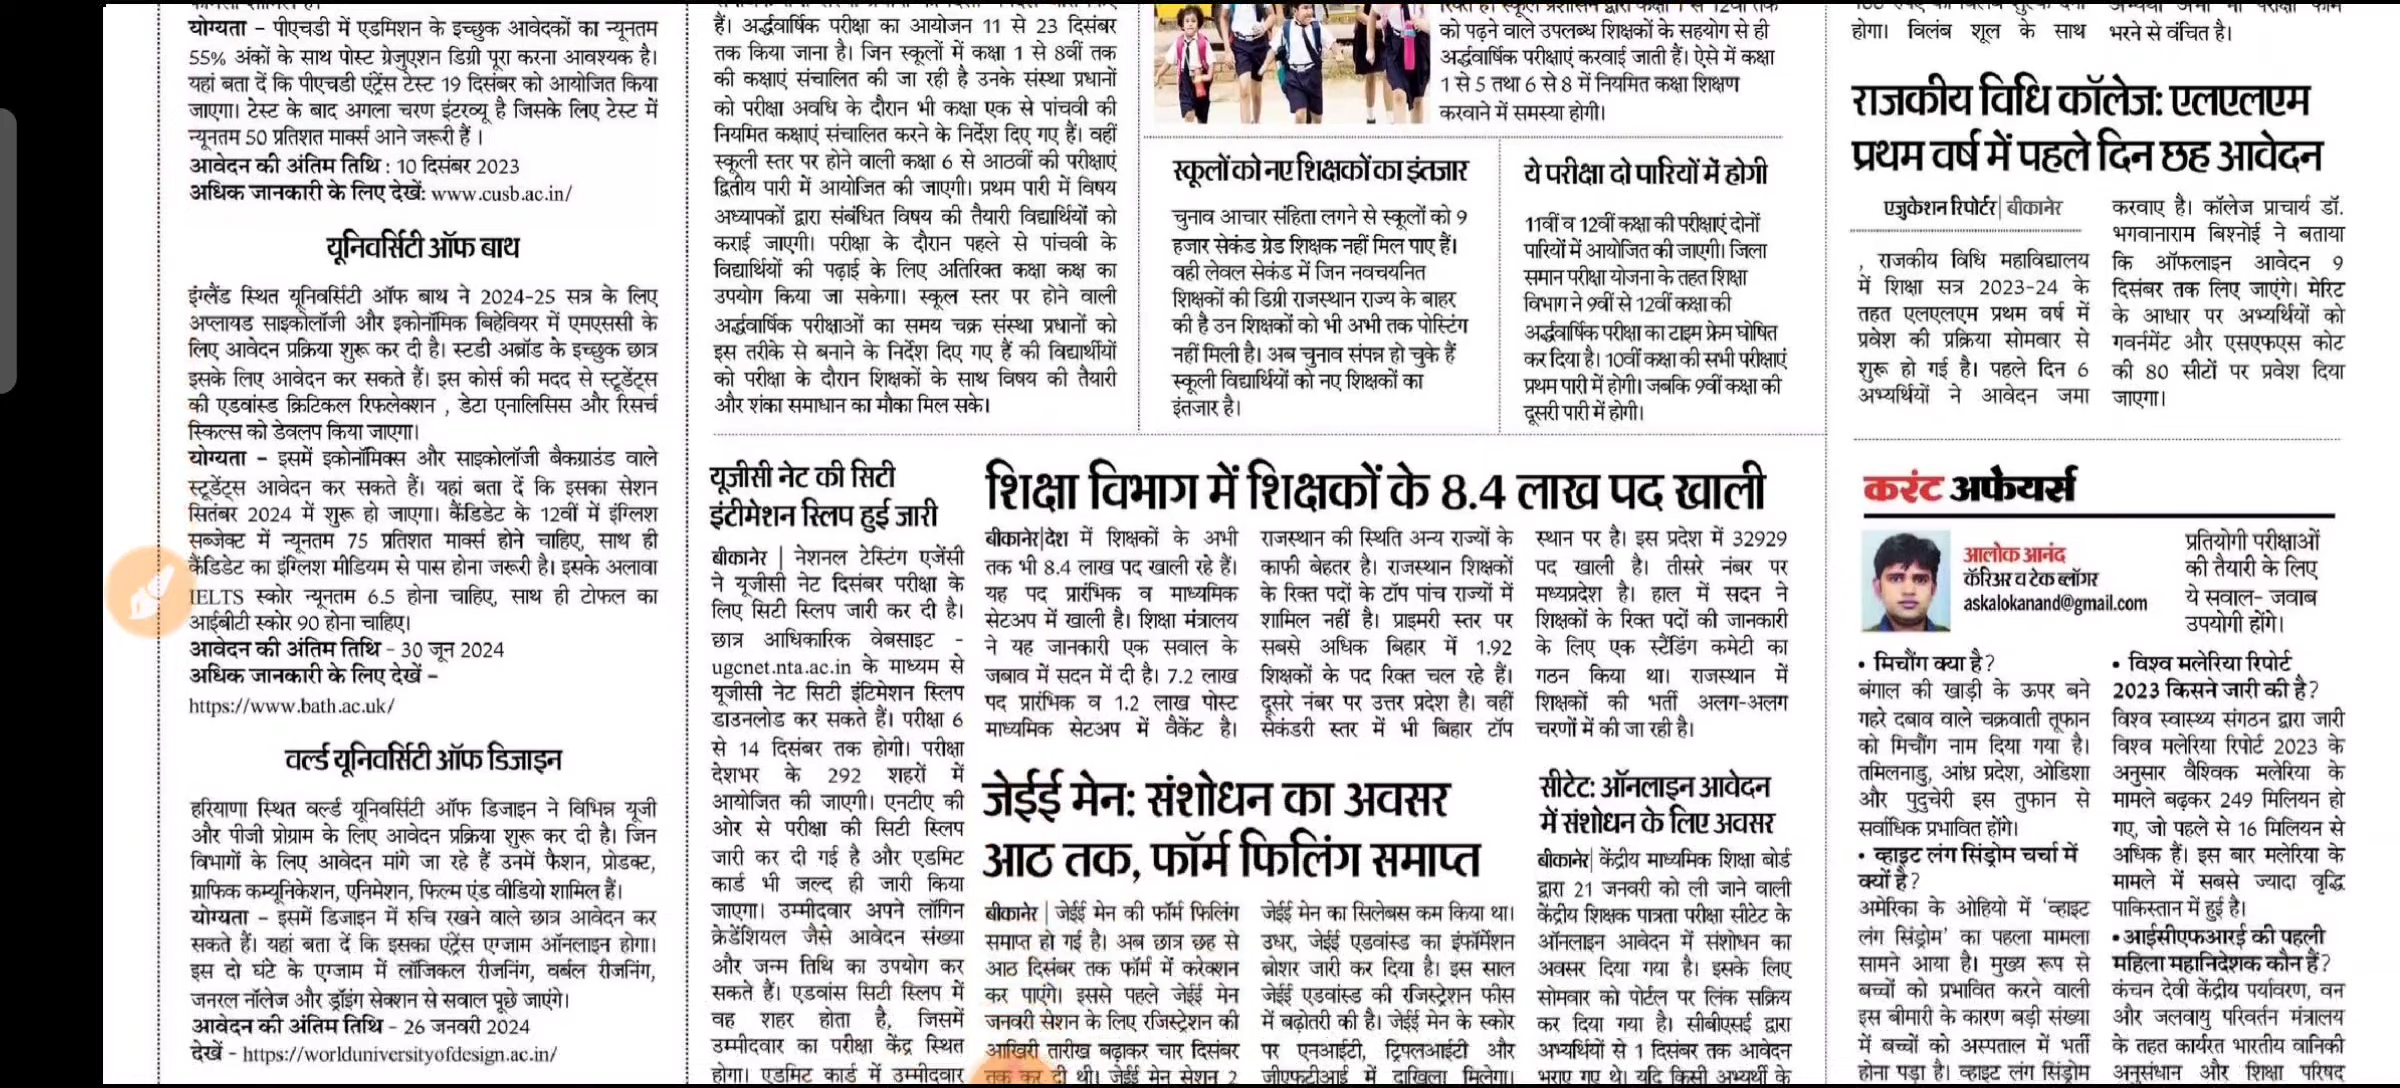 योग्यता – पीएचडी में एडमिशन के इच्छुक आवेदकों का न्यूनतम
55% अंकों के साथ पोस्ट ग्रेजुएशन डिग्री पूरा करना आवश्यक है।
यहां बता दें कि पीएचडी एंट्रेंस टेस्ट 19 दिसंबर को आयोजित किया
जाएगा। टेस्ट के बाद अगला चरण इंटरव्यू है जिसके लिए टेस्ट में
न्यूनतम 50 प्रतिशत मार्क्स आने जरूरी हैं ।
आवेदन की अंतिम तिथि : 10 दिसंबर 2023
अधिक जानकारी के लिए देखें: www.cusb.ac.in/
यूनिवर्सिटी ऑफ बाथ
इंग्लैंड स्थित यूनिवर्सिटी ऑफ बाथ ने 2024-25 सत्र के लिए
अप्लायड साइकोलॉजी और इकोनॉमिक बिहेवियर में एमएससी के
लिए आवेदन प्रक्रिया शुरू कर दी है। स्टडी अब्रॉड के इच्छुक छात्र
इसके लिए आवेदन कर सकते हैं। इस कोर्स की मदद से स्टूडेंट्स
की एडवांस्ड क्रिटिकल रिफलेक्शन , डेटा एनालिसिस और रिसर्च
स्किल्स को डेवलप किया जाएगा।
योग्यता – इसमें इकोनॉमिक्स और साइकोलॉजी बैकग्राउंड वाले
स्टूडेंट्स आवेदन कर सकते हैं। यहां बता दें कि इसका सेशन
सितंबर 2024 में शुरू हो जाएगा। कैंडिडेट के 12वीं में इंग्लिश
सब्जेक्ट में न्यूनतम 75 प्रतिशत मार्क्स होने चाहिए, साथ ही
कैंडिडेट का इंग्लिश मीडियम से पास होना जरूरी है। इसके अलावा
IELTS स्कोर न्यूनतम 6.5 होना चाहिए, साथ ही टोफल का
आईबीटी स्कोर 90 होना चाहिए।
आवेदन की अंतिम तिथि - 30 जून 2024
अधिक जानकारी के लिए देखें –
https://www.bath.ac.uk/
वर्ल्ड यूनिवर्सिटी ऑफ डिजाइन
हरियाणा स्थित वर्ल्ड यूनिवर्सिटी ऑफ डिजाइन ने विभिन्न यूजी
और पीजी प्रोग्राम के लिए आवेदन प्रक्रिया शुरू कर दी है। जिन
विभागों के लिए आवेदन मांगे जा रहे हैं उनमें फैशन, प्रोडक्ट,
ग्राफिक कम्यूनिकेशन, एनिमेशन, फिल्म एंड वीडियो शामिल हैं।
योग्यता – इसमें डिजाइन में रुचि रखने वाले छात्र आवेदन कर
सकते हैं। यहां बता दें कि इसका एंट्रेंस एग्जाम ऑनलाइन होगा।
इस दो घंटे के एग्जाम में लॉजिकल रीजनिंग, वर्बल रीजनिंग,
जनरल नॉलेज और ड्रॉइंग सेक्शन से सवाल पूछे जाएंगे।
आवेदन की अंतिम तिथि - 26 जनवरी 2024
देखें - https://worlduniversityofdesign.ac.in/
हैं। अर्द्धवार्षिक परीक्षा का आयोजन 11 से 23 दिसंबर
तक किया जाना है। जिन स्कूलों में कक्षा 1 से 8वीं तक
की कक्षाएं संचालित की जा रही है उनके संस्था प्रधानों
को परीक्षा अवधि के दौरान भी कक्षा एक से पांचवी की
नियमित कक्षाएं संचालित करने के निर्देश दिए गए हैं। वहीं
स्कूली स्तर पर होने वाली कक्षा 6 से आठवीं की परीक्षाएं
द्वितीय पारी में आयोजित की जाएगी। प्रथम पारी में विषय
अध्यापकों द्वारा संबंधित विषय की तैयारी विद्यार्थियों को
कराई जाएगी। परीक्षा के दौरान पहले से पांचवी के
विद्यार्थियों की पढ़ाई के लिए अतिरिक्त कक्षा कक्ष का
उपयोग किया जा सकेगा। स्कूल स्तर पर होने वाली
अर्द्धवार्षिक परीक्षाओं का समय चक्र संस्था प्रधानों को
इस तरीके से बनाने के निर्देश दिए गए हैं की विद्यार्थीयों
को परीक्षा के दौरान शिक्षकों के साथ विषय की तैयारी
और शंका समाधान का मौका मिल सके।
को पढ़ने वाले उपलब्ध शिक्षकों के सहयोग से ही
अर्द्धवार्षिक परीक्षाएं करवाई जाती हैं। ऐसे में कक्षा
1 से 5 तथा 6 से 8 में नियमित कक्षा शिक्षण
करवाने में समस्या होगी।
स्कूलों को नए शिक्षकों का इंतजार
चुनाव आचार संहिता लगने से स्कूलों को 9
हजार सेकंड ग्रेड शिक्षक नहीं मिल पाए हैं।
वही लेवल सेकंड में जिन नवचयनित
शिक्षकों की डिग्री राजस्थान राज्य के बाहर
की है उन शिक्षकों को भी अभी तक पोस्टिंग
नहीं मिली है। अब चुनाव संपन्न हो चुके हैं
स्कूली विद्यार्थियों को नए शिक्षकों का
इंतजार है।
ये परीक्षा दो पारियों में होगी
11वीं व 12वीं कक्षा की परीक्षाएं दोनों
पारियों में आयोजित की जाएगी। जिला
समान परीक्षा योजना के तहत शिक्षा
विभाग ने 9वीं से 12वीं कक्षा की
अर्द्धवार्षिक परीक्षा का टाइम फ्रेम घोषित
कर दिया है। 10वीं कक्षा की सभी परीक्षाएं
प्रथम पारी में होगी। जबकि 9वीं कक्षा की
दूसरी पारी में होगी।
यूजीसी नेट की सिटी
इंटीमेशन स्लिप हुई जारी
बीकानेर | नेशनल टेस्टिंग एजेंसी
ने यूजीसी नेट दिसंबर परीक्षा के
लिए सिटी स्लिप जारी कर दी है।
छात्र आधिकारिक वेबसाइट -
ugcnet.nta.ac.in के माध्यम से
यूजीसी नेट सिटी इंटिमेशन स्लिप
डाउनलोड कर सकते हैं। परीक्षा 6
से 14 दिसंबर तक होगी। परीक्षा
देशभर के 292 शहरों में
आयोजित की जाएगी। एनटीए की
ओर से परीक्षा की सिटी स्लिप
जारी कर दी गई है और एडमिट
कार्ड भी जल्द ही जारी किया
जाएगा। उम्मीदवार अपने लॉगिन
क्रेडेंशियल जैसे आवेदन संख्या
और जन्म तिथि का उपयोग कर
सकते हैं। एडवांस सिटी स्लिप में
वह शहर होता है, जिसमें
उम्मीदवार का परीक्षा केंद्र स्थित
होगा। एडमिट कार्ड में उम्मीदवार
शिक्षा विभाग में शिक्षकों के 8.4 लाख पद खाली
बीकानेर|देश में शिक्षकों के अभी
तक भी 8.4 लाख पद खाली रहे हैं।
यह पद प्रारंभिक व माध्यमिक
सेटअप में खाली है। शिक्षा मंत्रालय
ने यह जानकारी एक सवाल के
जबाव में सदन में दी है। 7.2 लाख
पद प्रारंभिक व 1.2 लाख पोस्ट
माध्यमिक सेटअप में वैकेंट है।
राजस्थान की स्थिति अन्य राज्यों के
काफी बेहतर है। राजस्थान शिक्षकों
के रिक्त पदों के टॉप पांच राज्यों में
शामिल नहीं है। प्राइमरी स्तर पर
सबसे अधिक बिहार में 1.92
शिक्षकों के पद रिक्त चल रहे हैं।
दूसरे नंबर पर उत्तर प्रदेश है। वहीं
सेकंडरी स्तर में भी बिहार टॉप
स्थान पर है। इस प्रदेश में 32929
पद खाली है। तीसरे नंबर पर
मध्यप्रदेश है। हाल में सदन ने
शिक्षकों के रिक्त पदों की जानकारी
के लिए एक स्टैंडिंग कमेटी का
गठन किया था। राजस्थान में
शिक्षकों की भर्ती अलग-अलग
चरणों में की जा रही है।
जेईई मेन: संशोधन का अवसर
आठ तक, फॉर्म फिलिंग समाप्त
बीकानेर | जेईई मेन की फॉर्म फिलिंग
समाप्त हो गई है। अब छात्र छह से
आठ दिसंबर तक फॉर्म में करेक्शन
कर पाएंगे। इससे पहले जेईई मेन
जनवरी सेशन के लिए रजिस्ट्रेशन की
आखिरी तारीख बढ़ाकर चार दिसंबर
तक कर दी थी। जेईई मेन सेशन 2
जेईई मेन का सिलेबस कम किया था।
उधर, जेईई एडवांस्ड का इंफॉर्मेशन
ब्रोशर जारी कर दिया है। इस साल
जेईई एडवांस्ड की रजिस्ट्रेशन फीस
में बढ़ोतरी की है। जेईई मेन के स्कोर
पर एनआईटी, ट्रिपलआईटी और
जीएफटीआई में दाखिला मिलेगा।
सीटेट: ऑनलाइन आवेदन
में संशोधन के लिए अवसर
बीकानेर| केंद्रीय माध्यमिक शिक्षा बोर्ड
द्वारा 21 जनवरी को ली जाने वाली
केंद्रीय शिक्षक पात्रता परीक्षा सीटेट के
ऑनलाइन आवेदन में संशोधन का
अवसर दिया गया है। इसके लिए
सोमवार को पोर्टल पर लिंक सक्रिय
कर दिया गया है। सीबीएसई द्वारा
अभ्यर्थियों से 1 दिसंबर तक आवेदन
भराए गए थे। यदि किसी अभ्यर्थी के
होगा। विलंब शूल के साथ
भरने से वंचित है।
राजकीय विधि कॉलेज: एलएलएम
प्रथम वर्ष में पहले दिन छह आवेदन
एजुकेशन रिपोर्टर| बीकानेर
, राजकीय विधि महाविद्यालय
में शिक्षा सत्र 2023-24 के
तहत एलएलएम प्रथम वर्ष में
प्रवेश की प्रक्रिया सोमवार से
शुरू हो गई है। पहले दिन 6
अभ्यर्थियों ने आवेदन जमा
करवाए है। कॉलेज प्राचार्य डॉ.
भगवानाराम बिश्नोई ने बताया
कि ऑफलाइन आवेदन 9
दिसंबर तक लिए जाएंगे। मेरिट
के आधार पर अभ्यर्थियों को
गवर्नमेंट और एसएफएस कोट
की 80 सीटों पर प्रवेश दिया
जाएगा।
करंट अफेयर्स
आलोक आनंद
कॅरिअर व टेक ब्लॉगर
askalokanand@gmail.com
प्रतियोगी परीक्षाओं
की तैयारी के लिए
ये सवाल- जवाब
उपयोगी होंगे।
• मिचौंग क्या है?
बंगाल की खाड़ी के ऊपर बने
गहरे दबाव वाले चक्रवाती तूफान
को मिचौंग नाम दिया गया है।
तमिलनाडु, आंध्र प्रदेश, ओडिशा
और पुदुचेरी इस तुफान से
सर्वाधिक प्रभावित होंगे।
• व्हाइट लंग सिंड्रोम चर्चा में
क्यों है?
अमेरिका के ओहियो में 'व्हाइट
लंग सिंड्रोम' का पहला मामला
सामने आया है। मुख्य रूप से
बच्चों को प्रभावित करने वाली
इस बीमारी के कारण बड़ी संख्या
में बच्चों को अस्पताल में भर्ती
होना पड़ा है। व्हाइट लंग सिंड्रोम
• विश्व मलेरिया रिपोर्ट
2023 किसने जारी की है?
विश्व स्वास्थ्य संगठन द्वारा जारी
विश्व मलेरिया रिपोर्ट 2023 के
अनुसार वैश्विक मलेरिया के
मामले बढ़कर 249 मिलियन हो
गए, जो पहले से 16 मिलियन से
अधिक हैं। इस बार मलेरिया के
मामले में सबसे ज्यादा वृद्धि
पाकिस्तान में हुई है।
• आईसीएफआरई की पहली
महिला महानिदेशक कौन हैं?
कंचन देवी केंद्रीय पर्यावरण, वन
और जलवायु परिवर्तन मंत्रालय
के तहत कार्यरत भारतीय वानिकी
अनुसंधान और शिक्षा परिषद